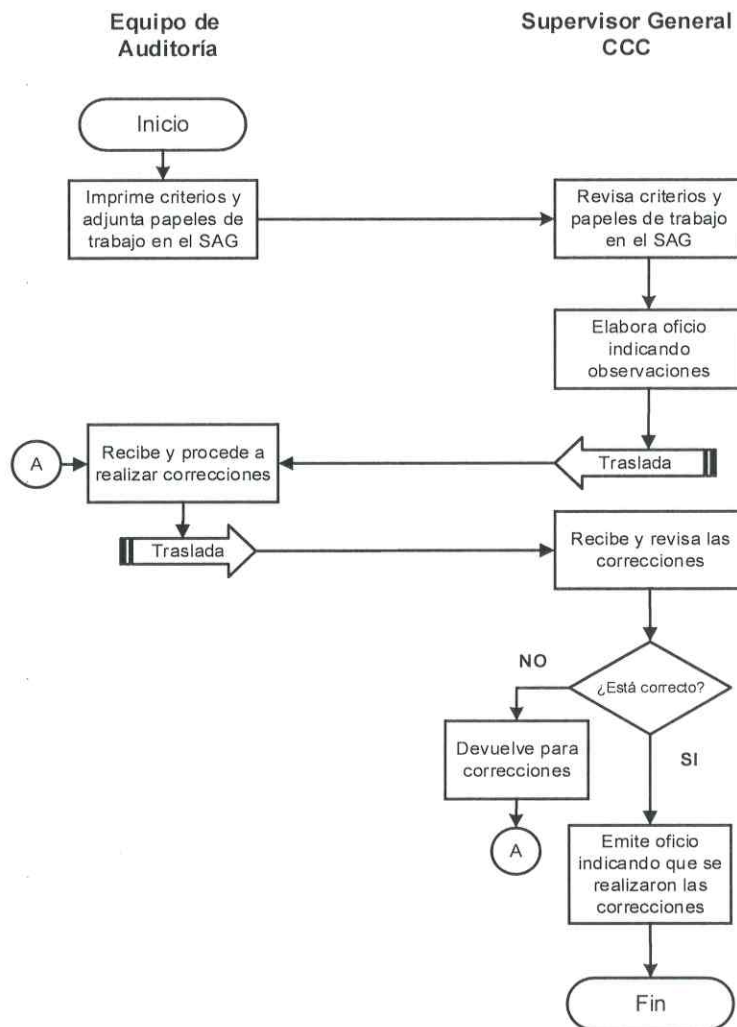 Equipo de
Auditoría
Supervisor General
CCC
Inicio
Imprime criterios y
adjunta papeles de
trabajo en el SAG
Revisa criterios y
papeles de trabajo
en el SAG
Elabora oficio
indicando
observaciones
A
Recibe y procede a
realizar correcciones
Traslada
Traslada
Recibe y revisa las
correcciones
¿Está correcto?
NO
Devuelve para
correcciones
SI
A
Emite oficio
indicando que se
realizaron las
correcciones
Fin